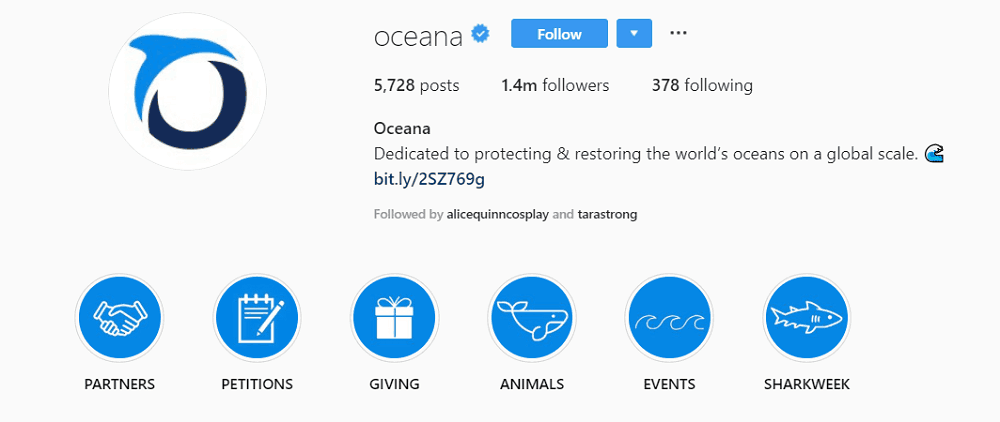 oceana Follow
5,728 posts 1.4m followers 378 following
Oceana
Dedicated to protecting & restoring the world’s oceans on a global scale. 🌊
bit.ly/2SZ769g
Followed by alicequinncosplay and tarastrong
PARTNERS PETITIONS GIVING ANIMALS EVENTS SHARKWEEK